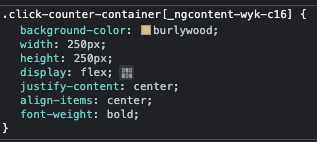 .click-counter-container[_ngcontent-wyk-c16] {
background-color: burlywood;
width: 250px;
height: 250px;
display: flex;
justify-content: center;
align-items: center;
font-weight: bold;
}